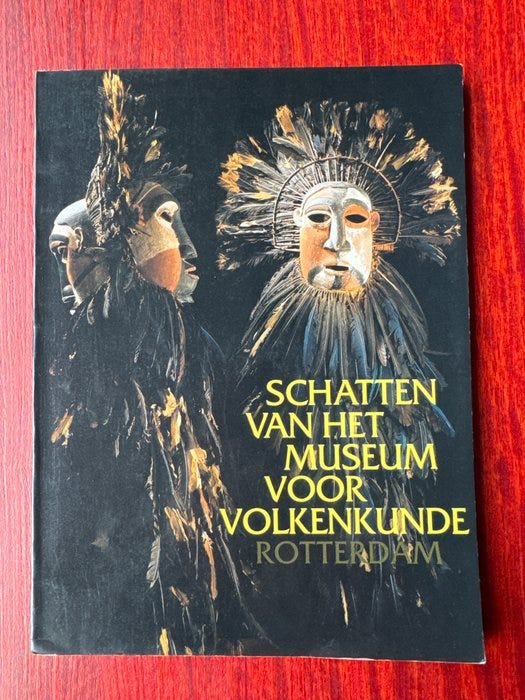 SCHATTEN
VAN HET
MUSEUM
VOOR
VOLKENKUNDE
ROTTERDAM